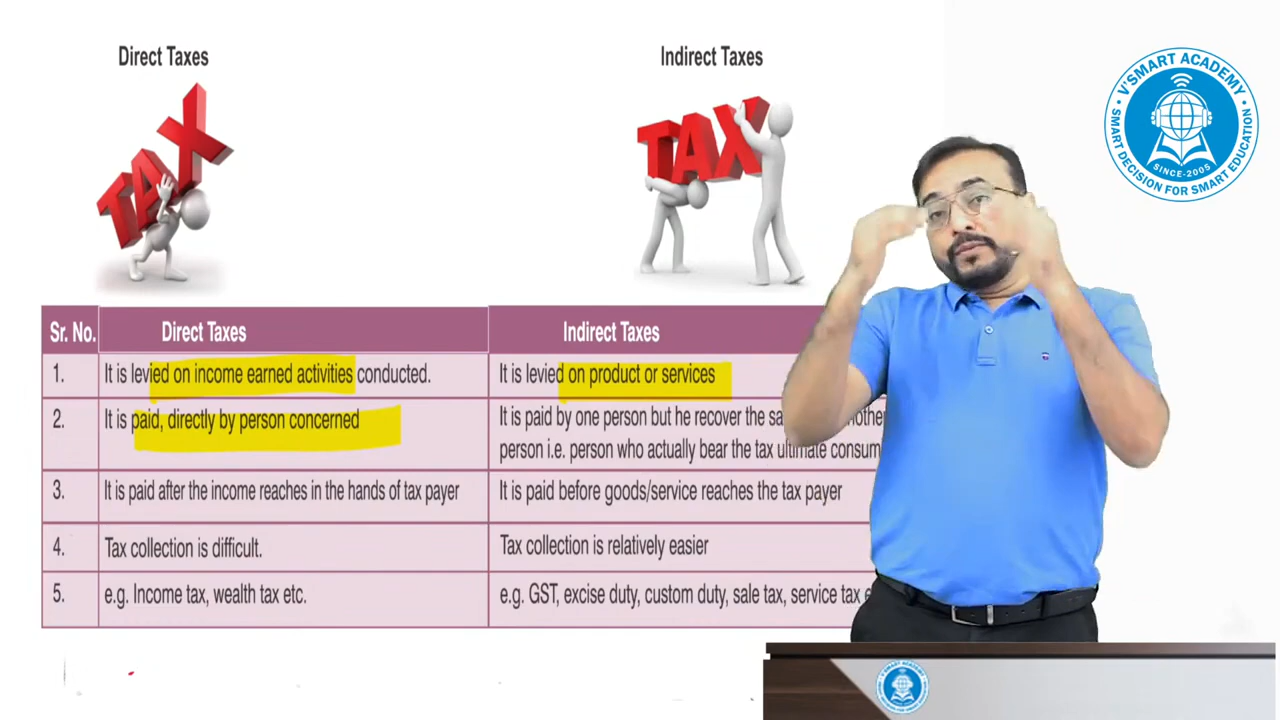 Direct Taxes
Indirect Taxes
TAX
TAX
V'SMART ACADEMY
SMART DECISION FOR SMART EDUCATION
SINCE-2005
Sr. No. Direct Taxes Indirect Taxes
1. It is levied on income earned activities conducted. It is levied on product or services
2. It is paid, directly by person concerned It is paid by one person but he recover the
person i.e. person who actually bear the tax ultimate
3. It is paid after the income reaches in the hands of tax payer It is paid before goods/service reaches the tax payer
4. Tax collection is difficult. Tax collection is relatively easier
5. e.g. Income tax, wealth tax etc. e.g. GST, excise duty, custom duty, sale tax, service tax
V'SMART ACADEMY